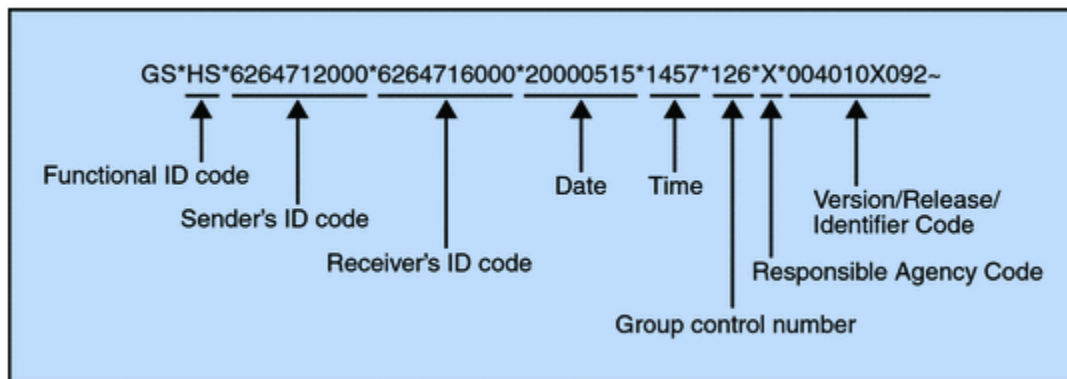 GS*HS*6264712000*6264716000*20000515*1457*126*X*004010X092~
Functional ID code
Date
Time
Version/Release/
Identifier Code
Sender's ID code
Receiver's ID code
Responsible Agency Code
Group control number